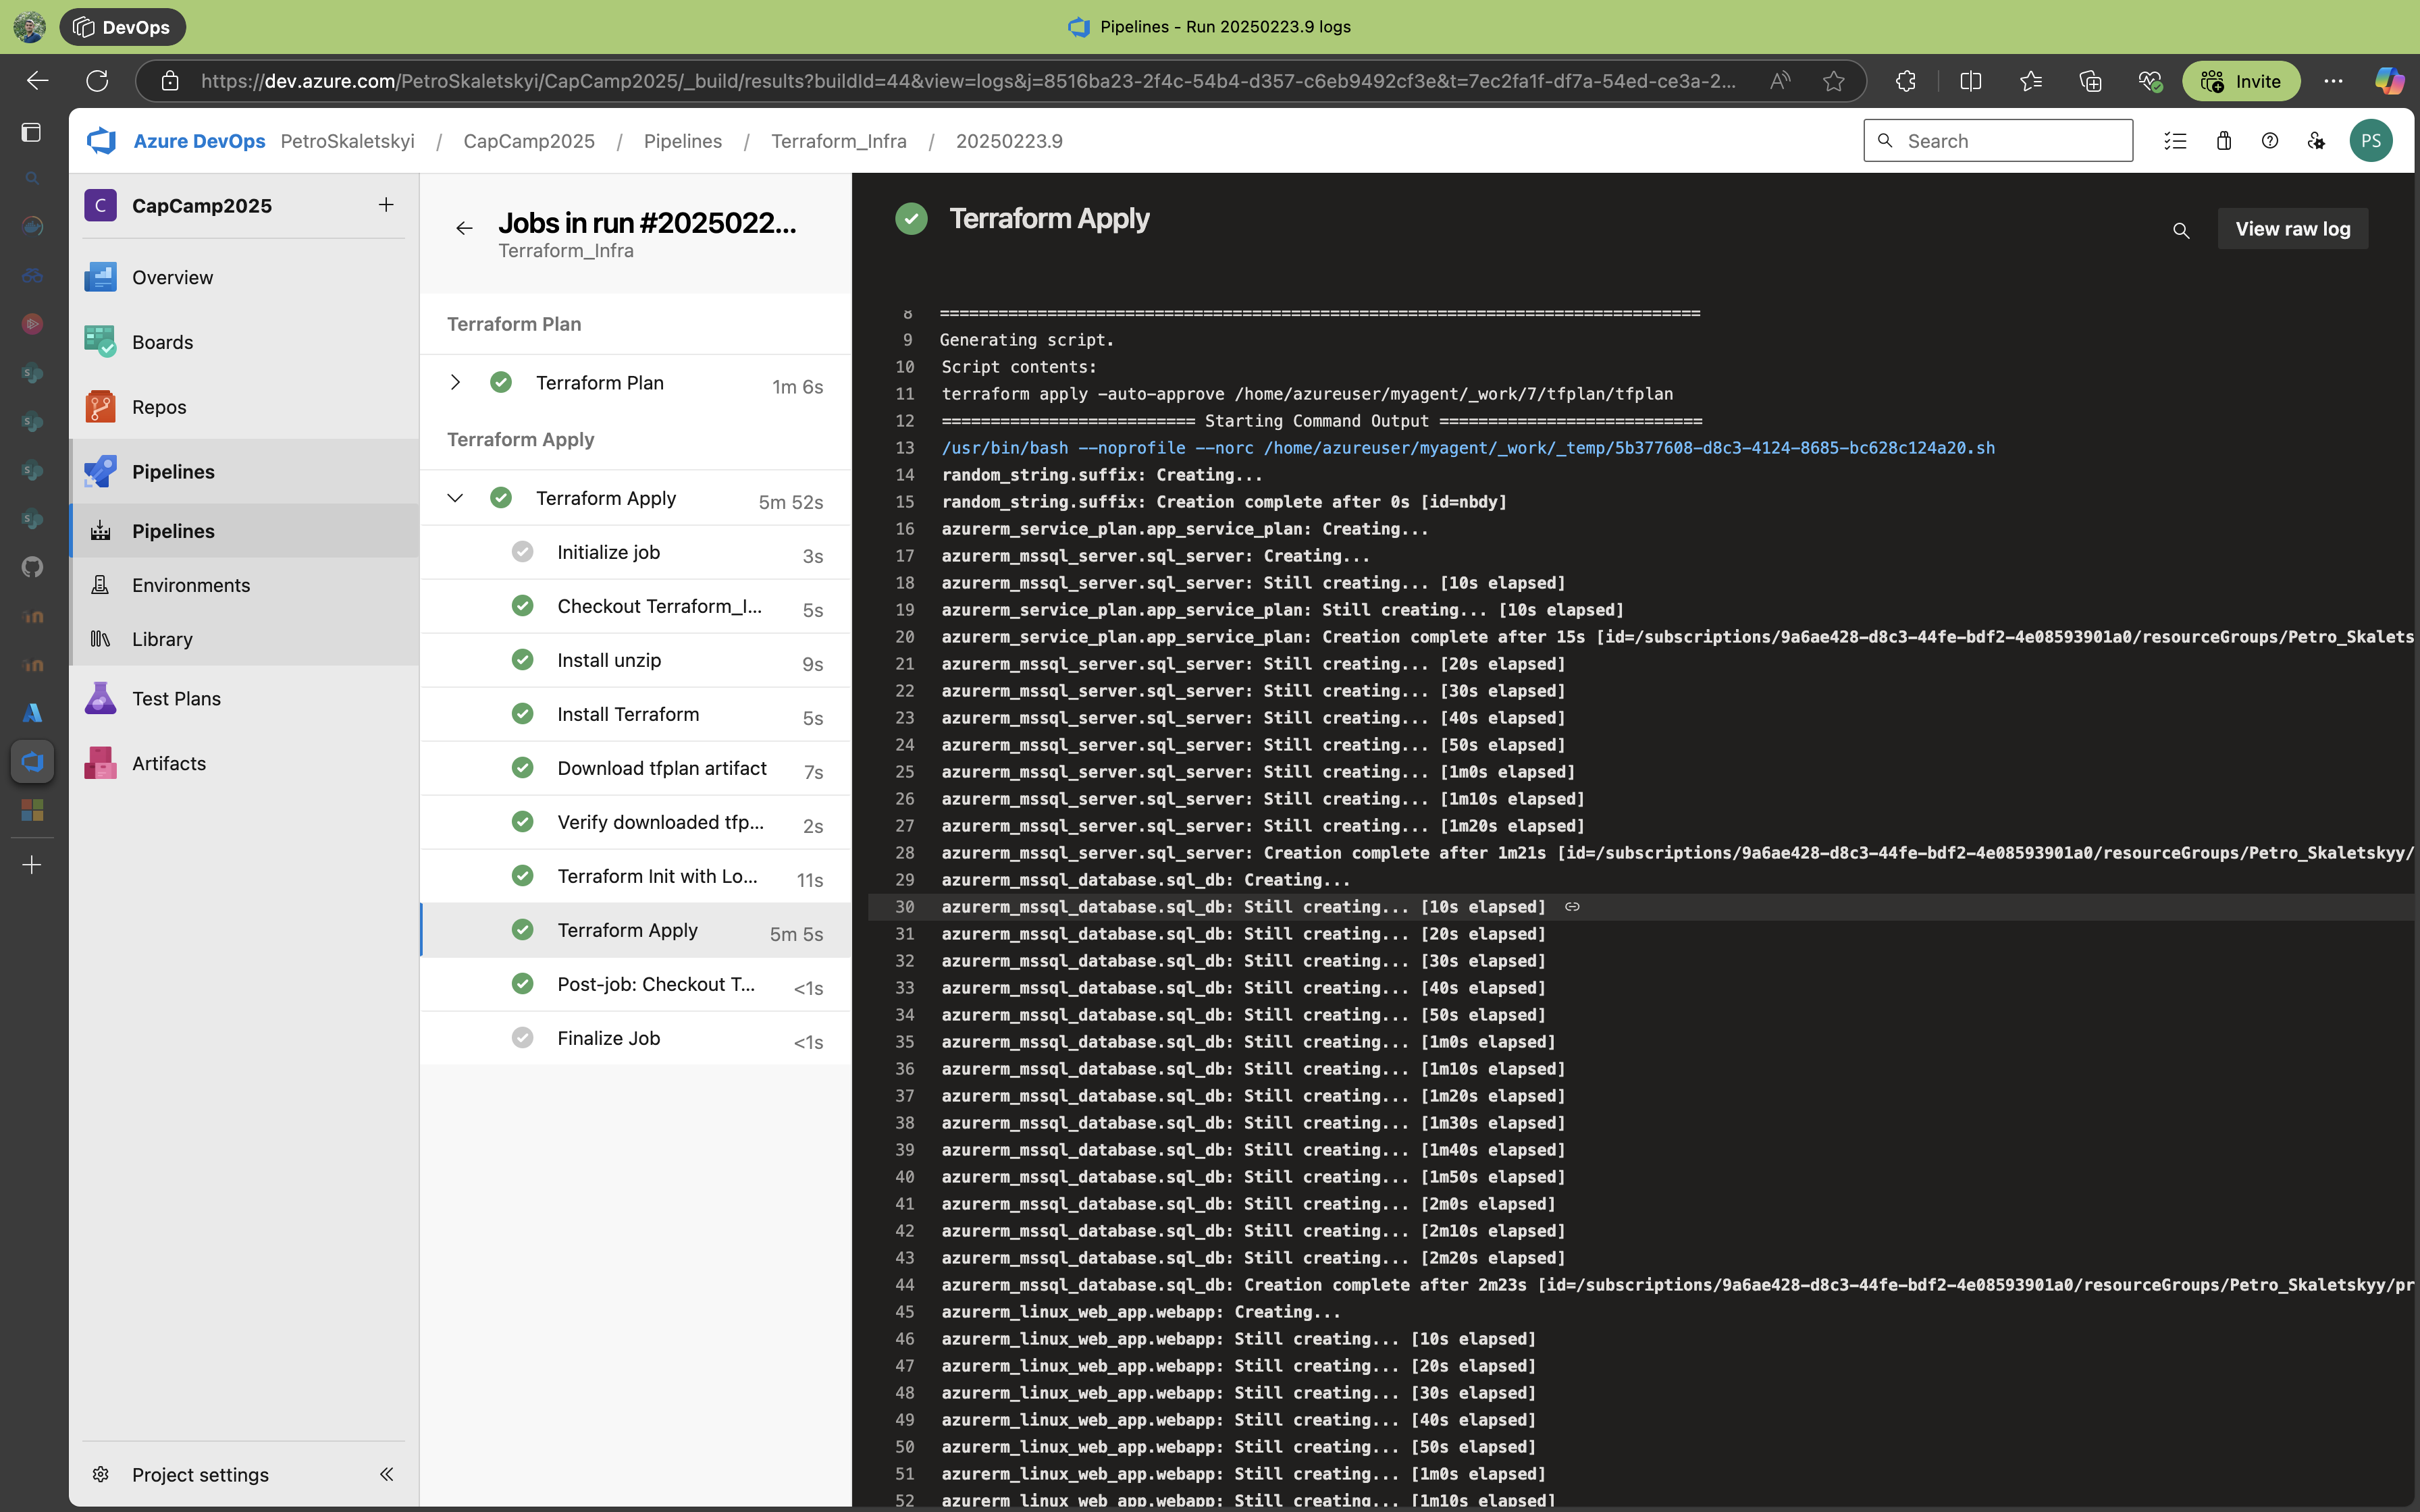 DevOps
Pipelines - Run 20250223.9 logs
https://dev.azure.com/PetroSkaletskyi/CapCamp2025/_build/results?buildId=44&view=logs&j=8516ba23-2f4c-54b4-d357-c6eb9492cf3e&t=7ec2fa1f-df7a-54ed-ce3a-2...
Invite
Azure DevOps PetroSkaletskyi / CapCamp2025 / Pipelines / Terraform_Infra / 20250223.9
Search
PS
C CapCamp2025
Overview
Boards
Repos
Pipelines
Pipelines
Environments
Library
Test Plans
Artifacts
Project settings
Jobs in run #2025022...
Terraform_Infra
Terraform Plan
Terraform Plan 1m 6s
Terraform Apply
Terraform Apply 5m 52s
Initialize job 3s
Checkout Terraform_I... 5s
Install unzip 9s
Install Terraform 5s
Download tfplan artifact 7s
Verify downloaded tfp... 2s
Terraform Init with Lo... 11s
Terraform Apply 5m 5s
Post-job: Checkout T... <1s
Finalize Job <1s
Terraform Apply
View raw log
8 ==============================================================================
9 Generating script.
10 Script contents:
11 terraform apply -auto-approve /home/azureuser/myagent/_work/7/tfplan/tfplan
12 ========================== Starting Command Output ===========================
13 /usr/bin/bash --noprofile --norc /home/azureuser/myagent/_work/_temp/5b377608-d8c3-4124-8685-bc628c124a20.sh
14 random_string.suffix: Creating...
15 random_string.suffix: Creation complete after 0s [id=nbdy]
16 azurerm_service_plan.app_service_plan: Creating...
17 azurerm_mssql_server.sql_server: Creating...
18 azurerm_mssql_server.sql_server: Still creating... [10s elapsed]
19 azurerm_service_plan.app_service_plan: Still creating... [10s elapsed]
20 azurerm_service_plan.app_service_plan: Creation complete after 15s [id=/subscriptions/9a6ae428-d8c3-44fe-bdf2-4e08593901a0/resourceGroups/Petro_Skalets
21 azurerm_mssql_server.sql_server: Still creating... [20s elapsed]
22 azurerm_mssql_server.sql_server: Still creating... [30s elapsed]
23 azurerm_mssql_server.sql_server: Still creating... [40s elapsed]
24 azurerm_mssql_server.sql_server: Still creating... [50s elapsed]
25 azurerm_mssql_server.sql_server: Still creating... [1m0s elapsed]
26 azurerm_mssql_server.sql_server: Still creating... [1m10s elapsed]
27 azurerm_mssql_server.sql_server: Still creating... [1m20s elapsed]
28 azurerm_mssql_server.sql_server: Creation complete after 1m21s [id=/subscriptions/9a6ae428-d8c3-44fe-bdf2-4e08593901a0/resourceGroups/Petro_Skaletskyy/
29 azurerm_mssql_database.sql_db: Creating...
30 azurerm_mssql_database.sql_db: Still creating... [10s elapsed]
31 azurerm_mssql_database.sql_db: Still creating... [20s elapsed]
32 azurerm_mssql_database.sql_db: Still creating... [30s elapsed]
33 azurerm_mssql_database.sql_db: Still creating... [40s elapsed]
34 azurerm_mssql_database.sql_db: Still creating... [50s elapsed]
35 azurerm_mssql_database.sql_db: Still creating... [1m0s elapsed]
36 azurerm_mssql_database.sql_db: Still creating... [1m10s elapsed]
37 azurerm_mssql_database.sql_db: Still creating... [1m20s elapsed]
38 azurerm_mssql_database.sql_db: Still creating... [1m30s elapsed]
39 azurerm_mssql_database.sql_db: Still creating... [1m40s elapsed]
40 azurerm_mssql_database.sql_db: Still creating... [1m50s elapsed]
41 azurerm_mssql_database.sql_db: Still creating... [2m0s elapsed]
42 azurerm_mssql_database.sql_db: Still creating... [2m10s elapsed]
43 azurerm_mssql_database.sql_db: Still creating... [2m20s elapsed]
44 azurerm_mssql_database.sql_db: Creation complete after 2m23s [id=/subscriptions/9a6ae428-d8c3-44fe-bdf2-4e08593901a0/resourceGroups/Petro_Skaletskyy/pr
45 azurerm_linux_web_app.webapp: Creating...
46 azurerm_linux_web_app.webapp: Still creating... [10s elapsed]
47 azurerm_linux_web_app.webapp: Still creating... [20s elapsed]
48 azurerm_linux_web_app.webapp: Still creating... [30s elapsed]
49 azurerm_linux_web_app.webapp: Still creating... [40s elapsed]
50 azurerm_linux_web_app.webapp: Still creating... [50s elapsed]
51 azurerm_linux_web_app.webapp: Still creating... [1m0s elapsed]
52 azurerm_linux_web_app.webapp: Still creating... [1m10s elapsed]